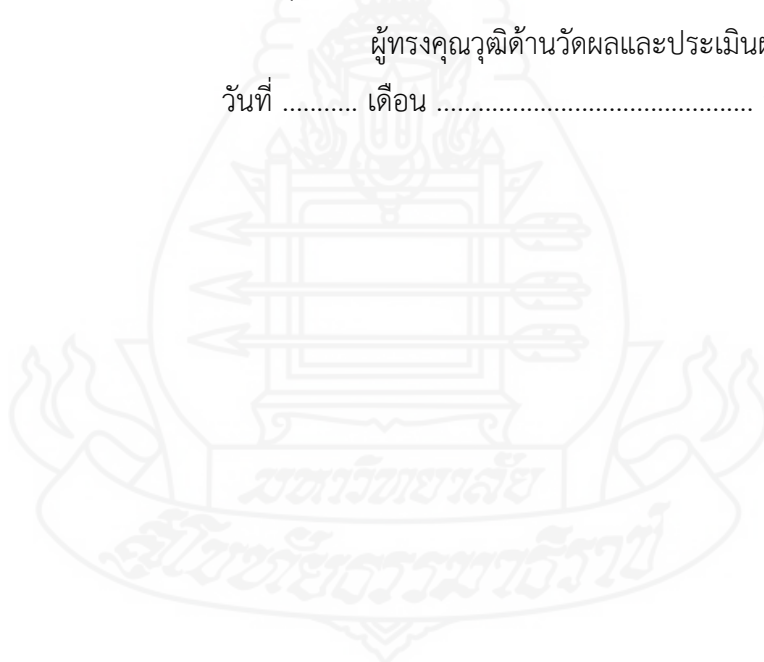 ผู้ทรงคุณวุฒิด้านวัดผลและประเมิน
วันที่ ........... เดือน ..............................................
มหาวิทยาลัย
สุโขทัยธรรมาธิราช